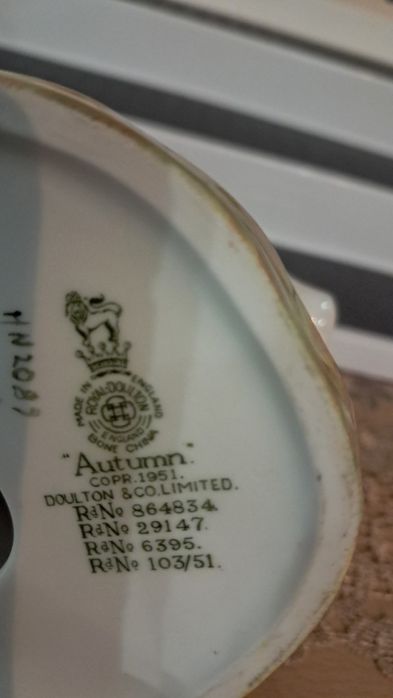 HN2087
MADE IN ENGLAND
ROYAL DOULTON
ENGLAND
BONE CHINA
"Autumn".
COPR.1951.
DOULTON & CO. LIMITED.
RdNo 864834.
RdNo 29147.
RdNo 6395.
RdNo 103/51.